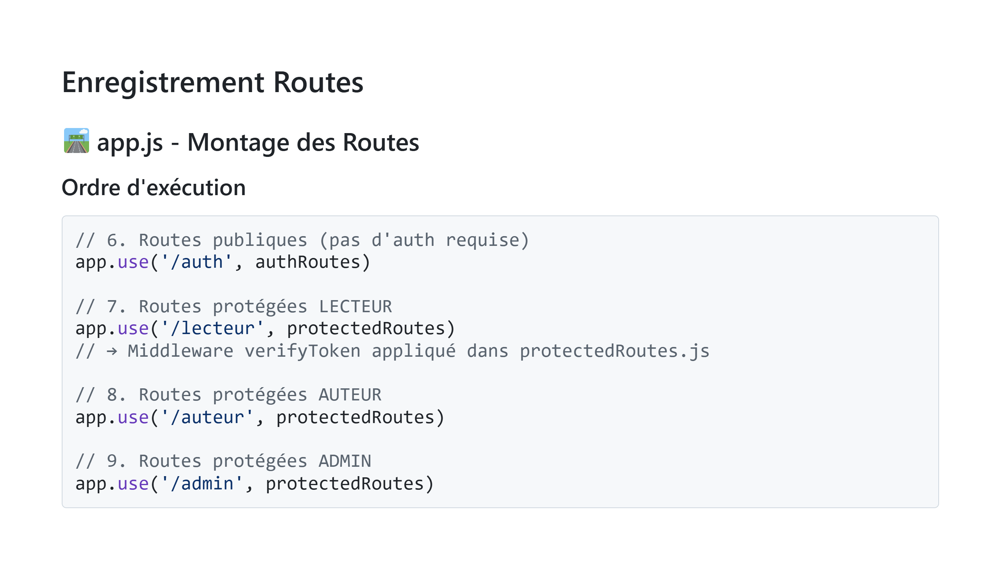 Enregistrement Routes
app.js - Montage des Routes
Ordre d'exécution
// 6. Routes publiques (pas d'auth requise)
app.use('/auth', authRoutes)
// 7. Routes protégées LECTEUR
app.use('/lecteur', protectedRoutes)
// → Middleware verifyToken appliqué dans protectedRoutes.js
// 8. Routes protégées AUTEUR
app.use('/auteur', protectedRoutes)
// 9. Routes protégées ADMIN
app.use('/admin', protectedRoutes)